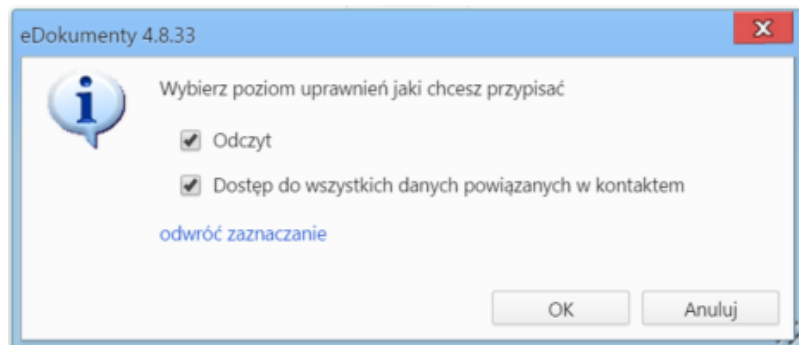 eDokumenty 4.8.33
Wybierz poziom uprawnień jaki chcesz przypisać
Odczyt
Dostęp do wszystkich danych powiązanych w kontaktem
odwróć zaznaczanie
OK
Anuluj